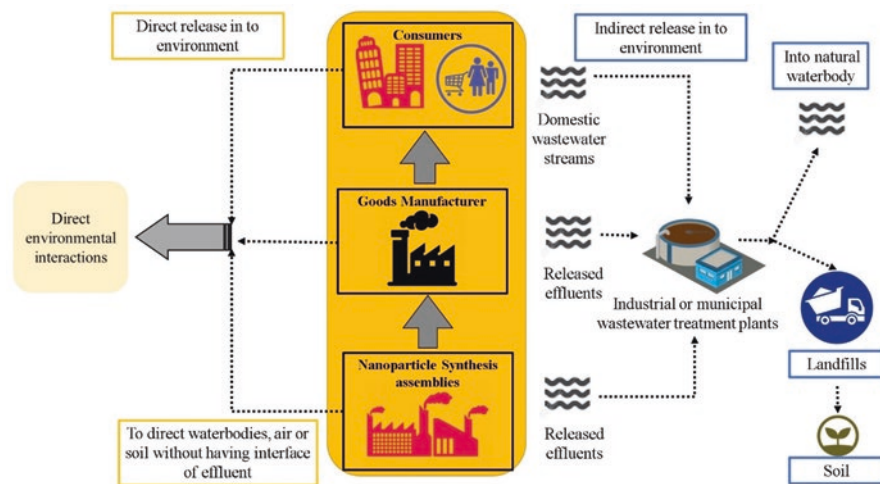 Direct release in to
environment
Consumers
Indirect release in to
environment
Into natural
waterbody
Domestic
wastewater
streams
Direct
environmental
interactions
Goods Manufacturer
Released
effluents
Industrial or municipal
wastewater treatment plants
Landfills
Nanoparticle Synthesis
assemblies
To direct waterbodies, air or
soil without having interface
of effluent
Released
effluents
Soil